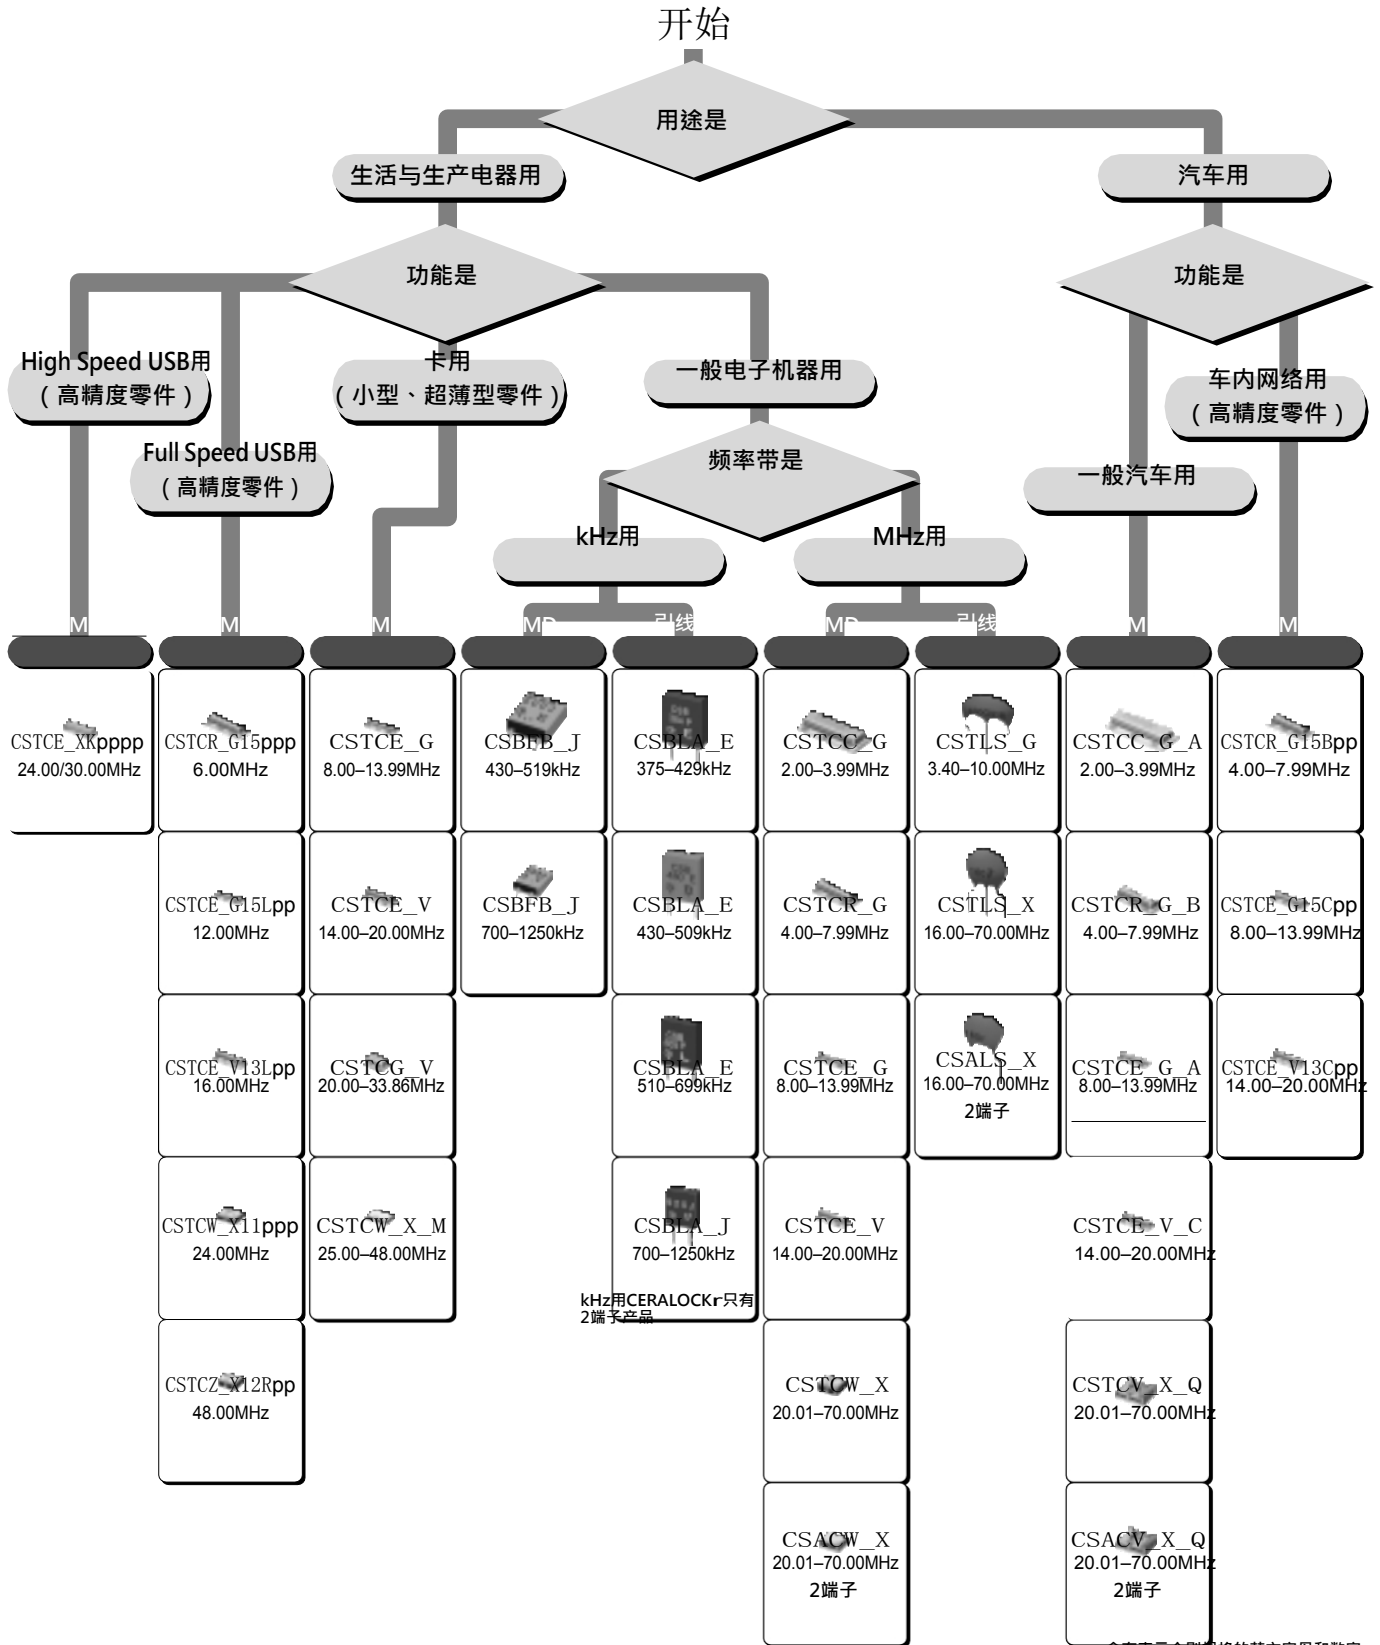 开始
用途是
生活与生产电器用
汽车用
功能是
功能是
High Speed USB用
（高精度零件）
卡用
（小型、超薄型零件）
一般电子机器用
车内网络用
（高精度零件）
Full Speed USB用
（高精度零件）
频率带是
一般汽车用
kHz用
MHz用
M
M
M
引线
引线
M
M
CSTCE_XKpppp
24.00/30.00MHz
CSTCR_G15ppp
6.00MHz
CSTCE_G
8.00–13.99MHz
CSBFB_J
430–519kHz
CSBLA_E
375–429kHz
CSTCC_G
2.00–3.99MHz
CSTLS_G
3.40–10.00MHz
CSTCC_G_A
2.00–3.99MHz
CSTCR_G15Bpp
4.00–7.99MHz
CSTCE_G15Lpp
12.00MHz
CSTCE_V
14.00–20.00MHz
CSBFB_J
700–1250kHz
CSBLA_E
430–509kHz
CSTCR_G
4.00–7.99MHz
CSTLS_X
16.00–70.00MHz
CSTCR_G_B
4.00–7.99MHz
CSTCE_G15Cpp
8.00–13.99MHz
CSTCE_V13Lpp
16.00MHz
CSTCG_V
20.00–33.86MHz
CSBLA_E
510–699kHz
CSTCE_G
8.00–13.99MHz
CSALS_X
16.00–70.00MHz
2端子
CSTCE_G_A
8.00–13.99MHz
CSTCE_V13Cpp
14.00–20.00MHz
CSTCW_X11ppp
24.00MHz
CSTCW_X_M
25.00–48.00MHz
CSBLA_J
700–1250kHz
kHz用CERALOCKr只有
2端子产品
CSTCE_V
14.00–20.00MHz
CSTCE_V_C
14.00–20.00MHz
CSTCZ_X12Rpp
48.00MHz
CSTCW_X
20.01–70.00MHz
CSTCV_X_Q
20.01–70.00MHz
CSACW_X
20.01–70.00MHz
2端子
CSACV_X_Q
20.01–70.00MHz
2端子